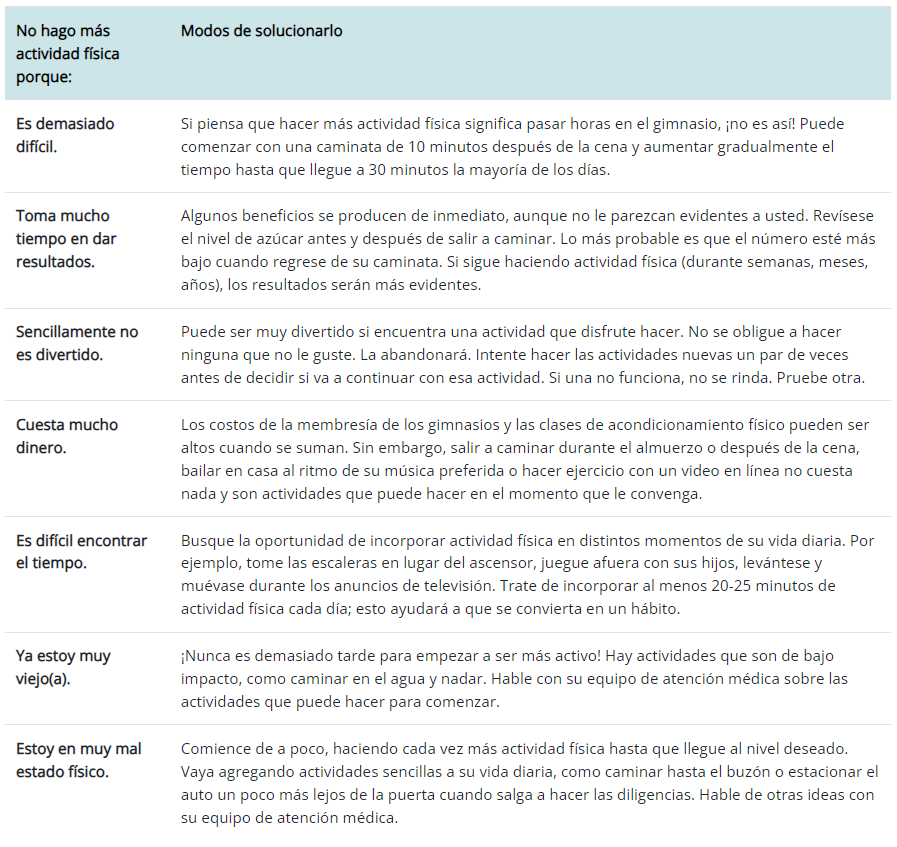 No hago más
actividad física
porque:
Modos de solucionarlo
Es demasiado
difícil.
Si piensa que hacer más actividad física significa pasar horas en el gimnasio, ¡no es así! Puede
comenzar con una caminata de 10 minutos después de la cena y aumentar gradualmente el
tiempo hasta que llegue a 30 minutos la mayoría de los días.
Toma mucho
tiempo en dar
resultados.
Algunos beneficios se producen de inmediato, aunque no le parezcan evidentes a usted. Revísese
el nivel de azúcar antes y después de salir a caminar. Lo más probable es que el número esté más
bajo cuando regrese de su caminata. Si sigue haciendo actividad física (durante semanas, meses,
años), los resultados serán más evidentes.
Sencillamente no
es divertido.
Puede ser muy divertido si encuentra una actividad que disfrute hacer. No se obligue a hacer
ninguna que no le guste. La abandonará. Intente hacer las actividades nuevas un par de veces
antes de decidir si va a continuar con esa actividad. Si una no funciona, no se rinda. Pruebe otra.
Cuesta mucho
dinero.
Los costos de la membresía de los gimnasios y las clases de acondicionamiento físico pueden ser
altos cuando se suman. Sin embargo, salir a caminar durante el almuerzo o después de la cena,
bailar en casa al ritmo de su música preferida o hacer ejercicio con un video en línea no cuesta
nada y son actividades que puede hacer en el momento que le convenga.
Es difícil encontrar
el tiempo.
Busque la oportunidad de incorporar actividad física en distintos momentos de su vida diaria. Por
ejemplo, tome las escaleras en lugar del ascensor, juegue afuera con sus hijos, levántese y
muévase durante los anuncios de televisión. Trate de incorporar al menos 20-25 minutos de
actividad física cada día; esto ayudará a que se convierta en un hábito.
Ya estoy muy
viejo(a).
¡Nunca es demasiado tarde para empezar a ser más activo! Hay actividades que son de bajo
impacto, como caminar en el agua y nadar. Hable con su equipo de atención médica sobre las
actividades que puede hacer para comenzar.
Estoy en muy mal
estado físico.
Comience de a poco, haciendo cada vez más actividad física hasta que llegue al nivel deseado.
Vaya agregando actividades sencillas a su vida diaria, como caminar hasta el buzón o estacionar el
auto un poco más lejos de la puerta cuando salga a hacer las diligencias. Hable de otras ideas con
su equipo de atención médica.